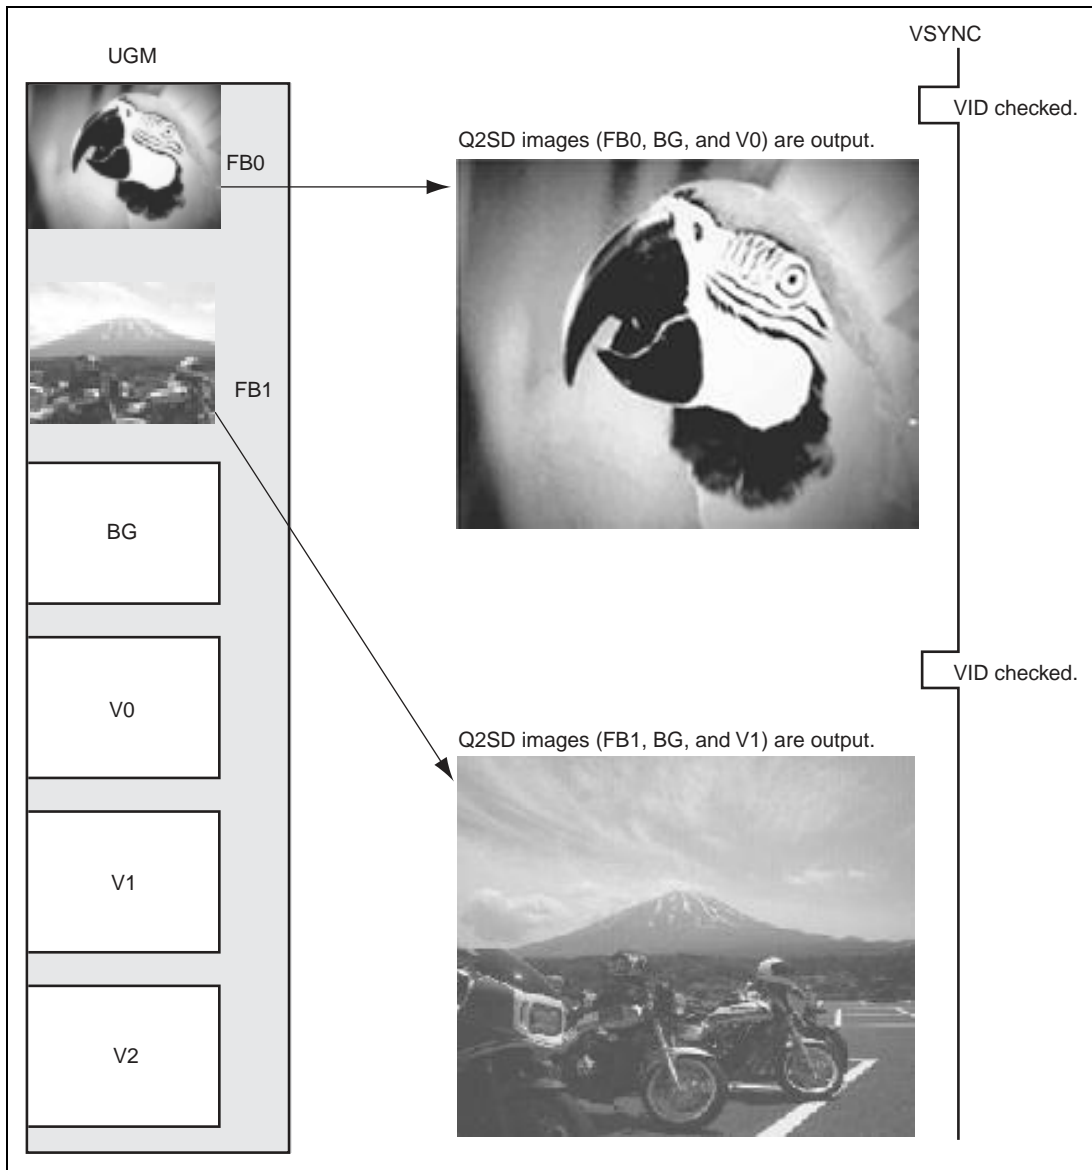 UGM
FB0
FB1
BG
V0
V1
V2
Q2SD images (FB0, BG, and V0) are output.
Q2SD images (FB1, BG, and V1) are output.
VSYNC
VID checked.
VID checked.